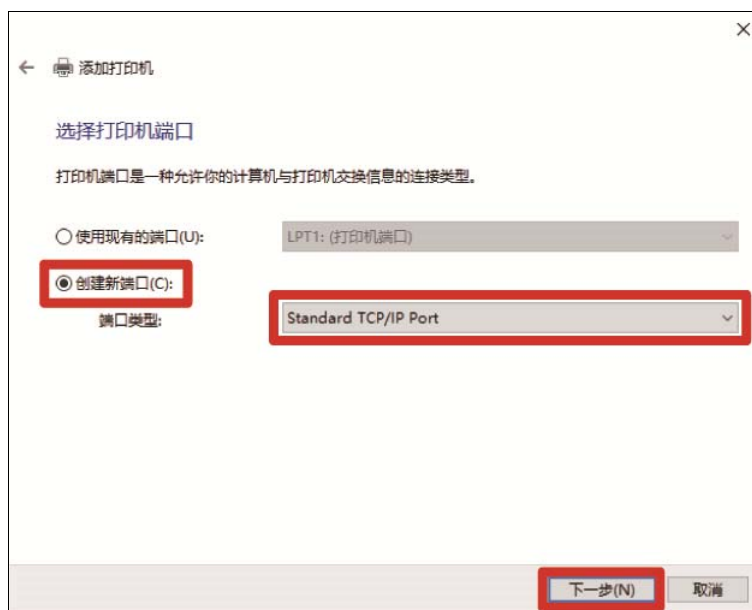 添加打印机
选择打印机端口
打印机端口是一种允许你的计算机与打印机交换信息的连接类型。
使用现有的端口(U): LPT1: (打印机端口)
创建新端口(C):
端口类型: Standard TCP/IP Port
下一步(N) 取消